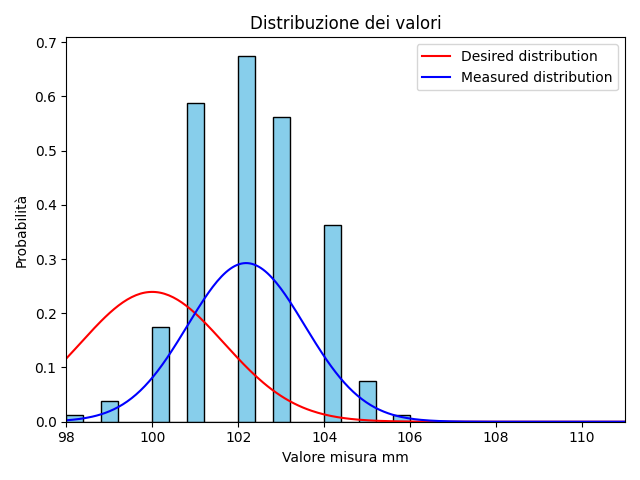 Distribuzione dei valori
Desired distribution
Measured distribution
Probabilità
0.7
0.6
0.5
0.4
0.3
0.2
0.1
0.0
98 100 102 104 106 108 110
Valore misura mm